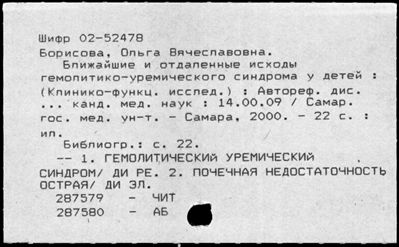 Шифр 02-52478
Борисова, Ольга Вячеславовна.
Ближайшие и отдаленные исходы
гемолитико-уремического синдрома у детей :
(Клинико-функц. исслед.) : Автореф. дис.
... канд. мед. наук : 14.00.09 / Самар.
гос. мед. ун-т. - Самара, 2000. - 22 с. :
ил.
Библиогр.: с. 22.
-- 1. ГЕМОЛИТИЧЕСКИЙ УРЕМИЧЕСКИЙ
СИНДРОМ/ ДИ РЕ. 2. ПОЧЕЧНАЯ НЕДОСТАТОЧНОСТЬ
ОСТРАЯ/ ДИ ЭЛ.
287579 - ЧИТ
287580 - АБ